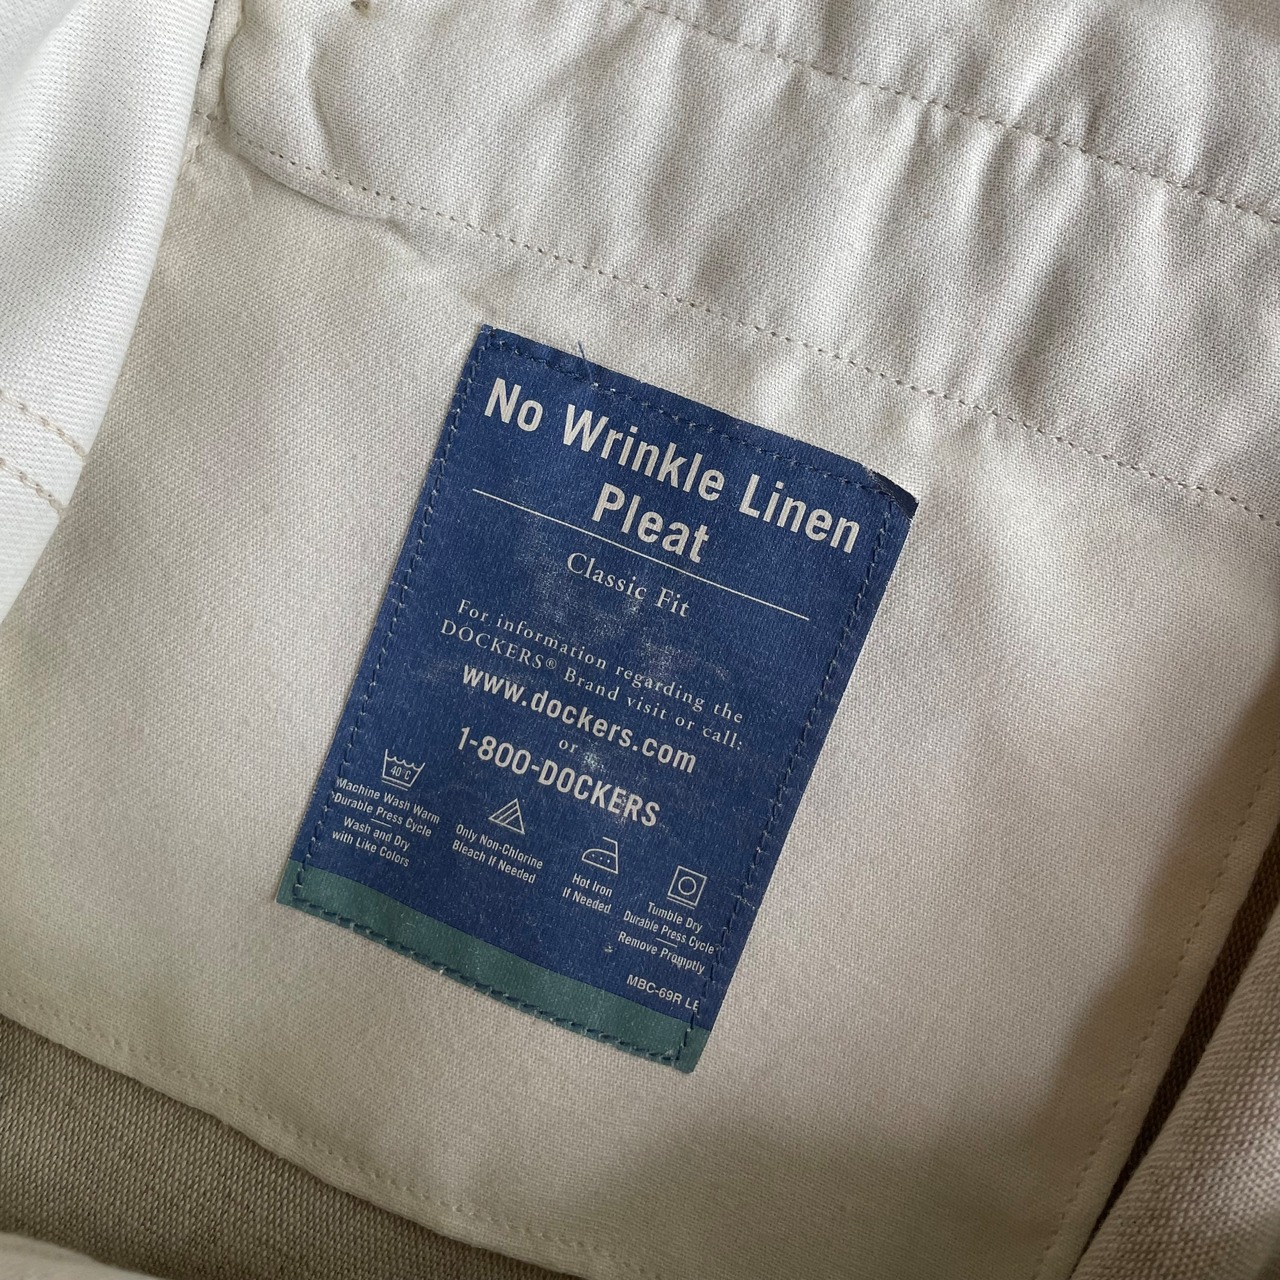 No Wrinkle Linen
Pleat
Classic Fit
For information regarding the
DOCKERS® Brand visit or call:
www.dockers.com
or
1-800-DOCKERS
40°C
Machine Wash Warm
Durable Press Cycle
Wash and Dry
with Like Colors
Only Non-Chlorine
Bleach If Needed
Hot Iron
If Needed
Tumble Dry
Durable Press Cycle
Remove Promptly
MBC-69R